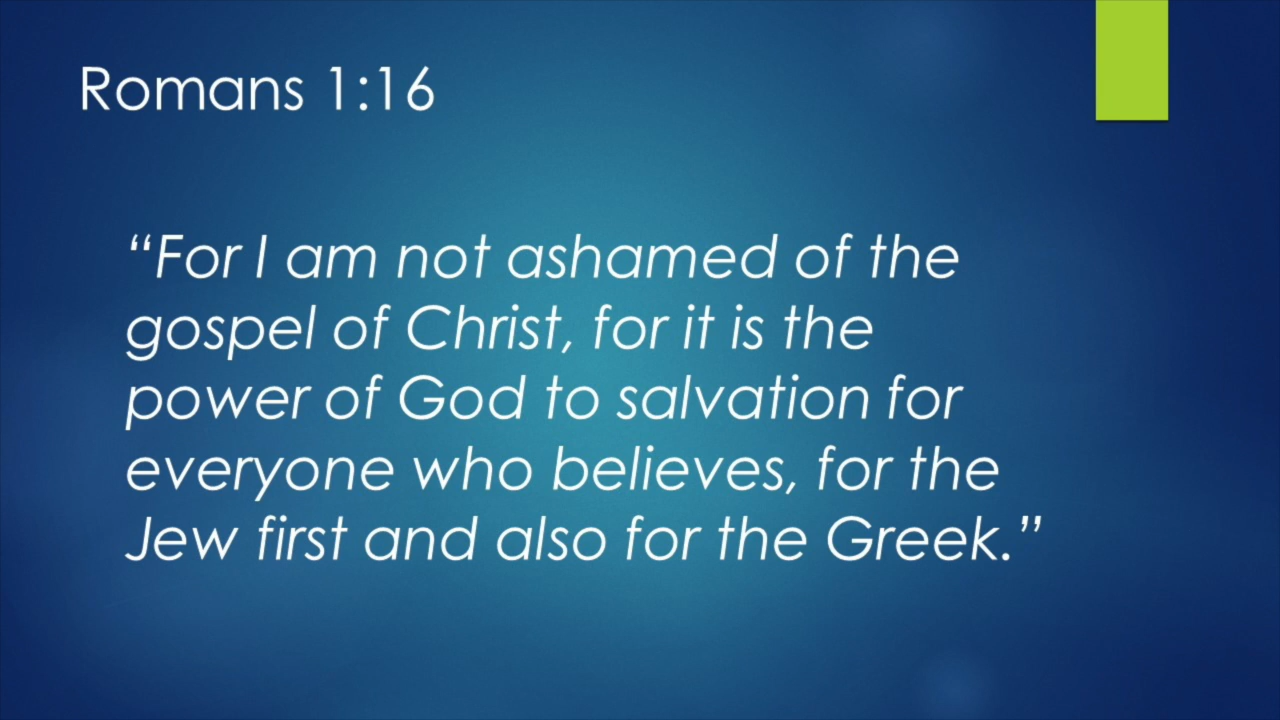 Romans 1:16
“For I am not ashamed of the
gospel of Christ, for it is the
power of God to salvation for
everyone who believes, for the
Jew first and also for the Greek.”